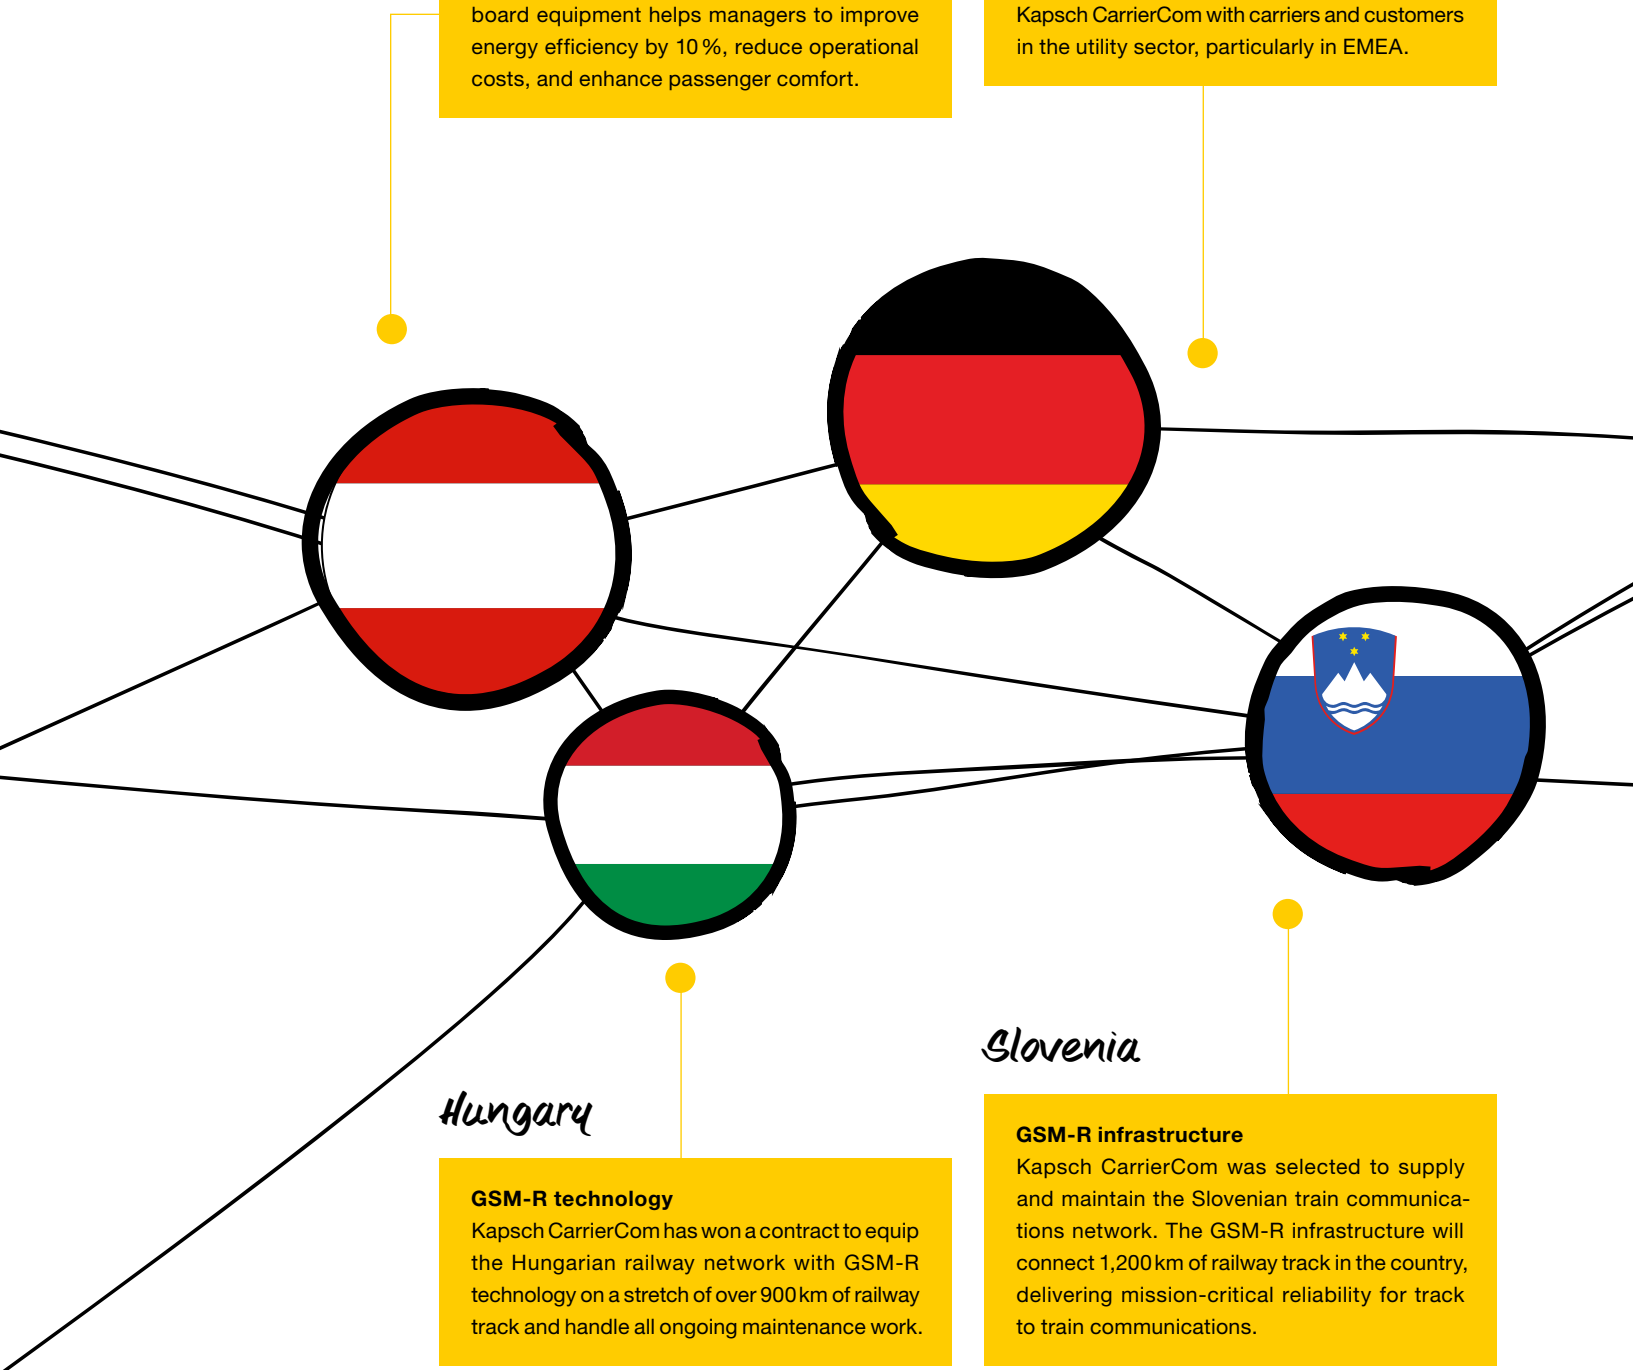 board equipment helps managers to improve
energy efficiency by 10 %, reduce operational
costs, and enhance passenger comfort.
Kapsch CarrierCom with carriers and customers
in the utility sector, particularly in EMEA.
Hungary
GSM-R technology
Kapsch CarrierCom has won a contract to equip
the Hungarian railway network with GSM-R
technology on a stretch of over 900 km of railway
track and handle all ongoing maintenance work.
Slovenia
GSM-R infrastructure
Kapsch CarrierCom was selected to supply
and maintain the Slovenian train communica-
tions network. The GSM-R infrastructure will
connect 1,200 km of railway track in the country,
delivering mission-critical reliability for track
to train communications.